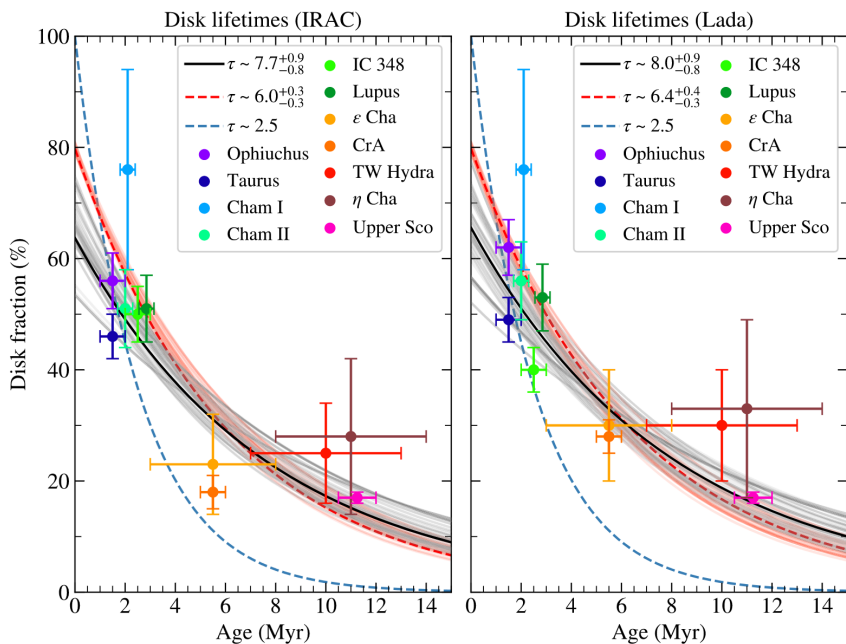 Disk lifetimes (IRAC)
Disk lifetimes (Lada)
Disk fraction (%)
100
80
60
40
20
0
τ ~ 7.7 +0.9 −0.8
τ ~ 6.0 +0.3 −0.3
τ ~ 2.5
Ophiuchus
Taurus
Cham I
Cham II
IC 348
Lupus
ε Cha
CrA
TW Hydra
η Cha
Upper Sco
τ ~ 8.0 +0.9 −0.8
τ ~ 6.4 +0.4 −0.3
τ ~ 2.5
Ophiuchus
Taurus
Cham I
Cham II
IC 348
Lupus
ε Cha
CrA
TW Hydra
η Cha
Upper Sco
0 2 4 6 8 10 12 14
0 2 4 6 8 10 12 14
Age (Myr)
Age (Myr)